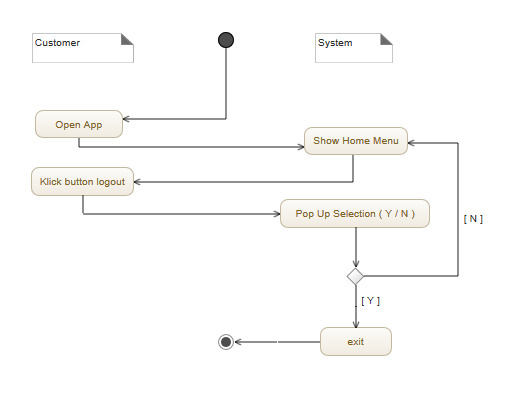 Customer
System
Open App
Show Home Menu
Klick button logout
Pop Up Selection ( Y / N )
[ N ]
[ Y ]
exit